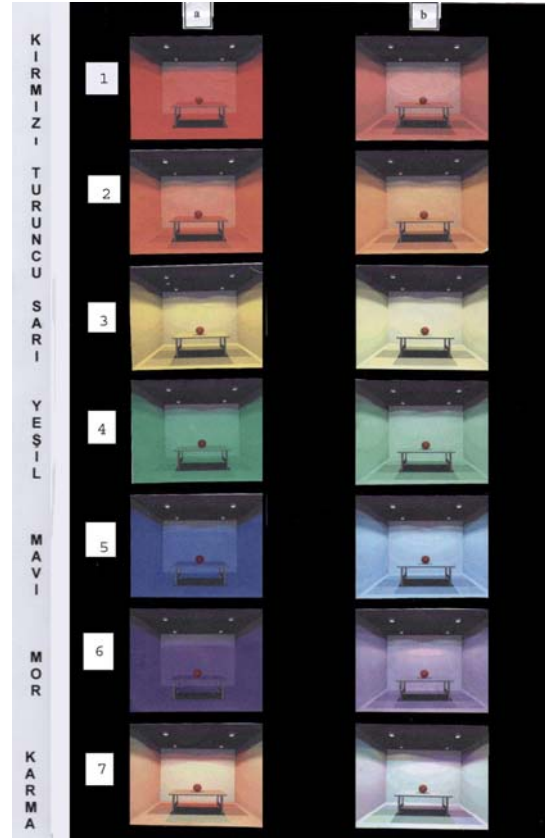 a b
KIRMIZI
1
TURUNCU
2
SARI
3
YEŞİL
4
MAVİ
5
MOR
6
KARMA
7